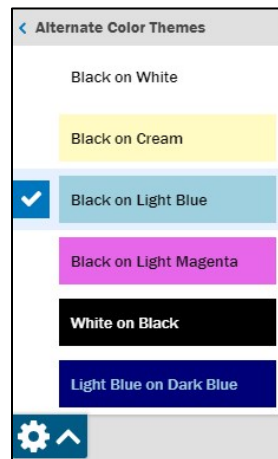 Alternate Color Themes
Black on White
Black on Cream
Black on Light Blue
Black on Light Magenta
White on Black
Light Blue on Dark Blue